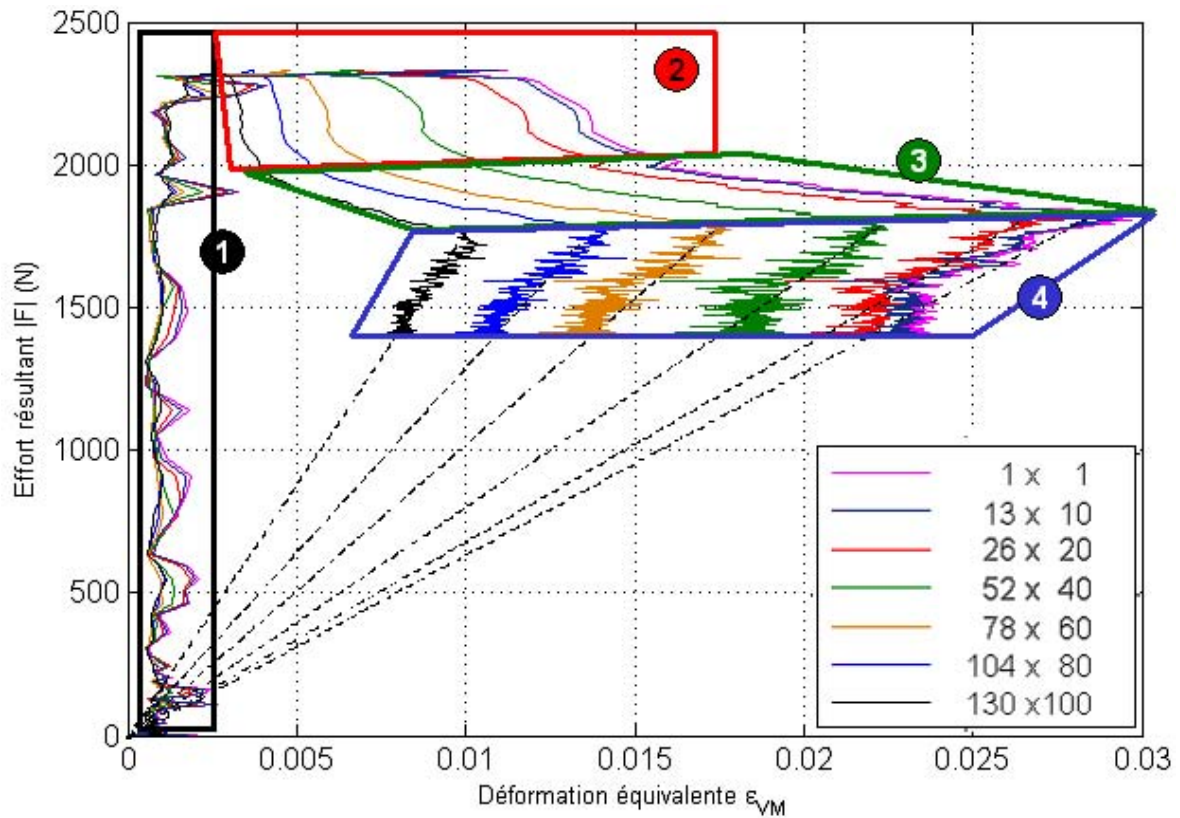 2500
2000
1500
1000
500
0
0
0.005
0.01
0.015
0.02
0.025
0.03
Effort résultant |F| (N)
Déformation équivalente εVM
1
2
3
4
1 x 1
13 x 10
26 x 20
52 x 40
78 x 60
104 x 80
130 x100